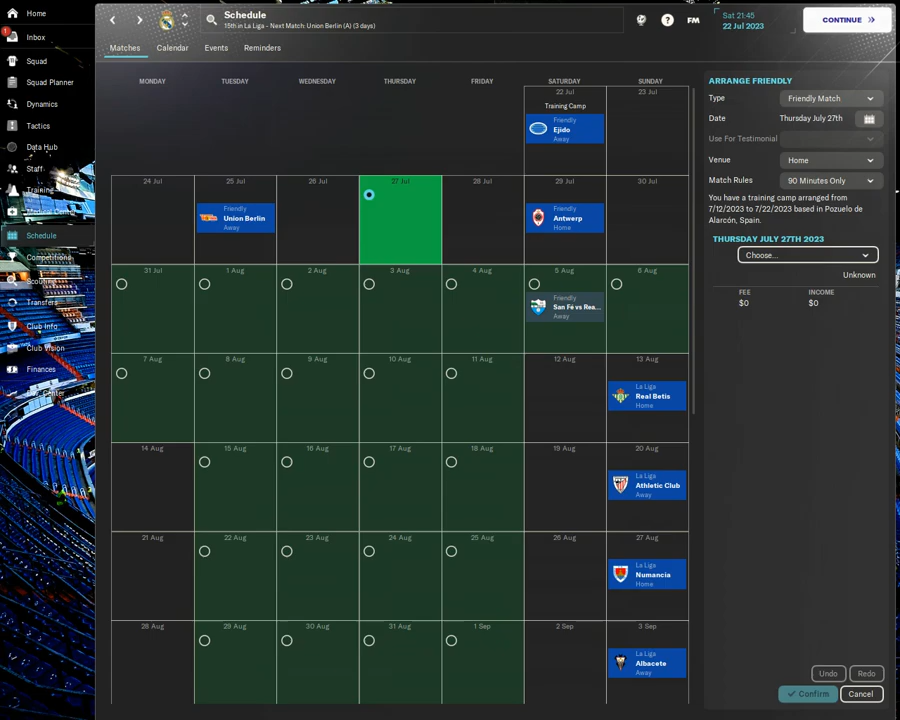 Home
Inbox
1
Squad
Squad Planner
Dynamics
Tactics
Data Hub
Staff
Training
Schedule
Competitions
Scouting
Transfers
Club Info
Club Vision
Finances
Schedule
15th in La Liga - Next Match: Union Berlin (A) (3 days)
?
FM
Sat 21:45
22 Jul 2023
CONTINUE
Matches
Calendar
Events
Reminders
MONDAY
TUESDAY
WEDNESDAY
THURSDAY
FRIDAY
SATURDAY
SUNDAY
22 Jul
Training Camp
Friendly
Ejido
Away
23 Jul
24 Jul
25 Jul
Friendly
Union Berlin
Away
26 Jul
27 Jul
28 Jul
29 Jul
Friendly
Antwerp
Home
30 Jul
31 Jul
1 Aug
2 Aug
3 Aug
4 Aug
5 Aug
Friendly
San Fé vs Rea...
Away
6 Aug
7 Aug
8 Aug
9 Aug
10 Aug
11 Aug
12 Aug
13 Aug
La Liga
Real Betis
Home
14 Aug
15 Aug
16 Aug
17 Aug
18 Aug
19 Aug
20 Aug
La Liga
Athletic Club
Away
21 Aug
22 Aug
23 Aug
24 Aug
25 Aug
26 Aug
27 Aug
La Liga
Numancia
Home
28 Aug
29 Aug
30 Aug
31 Aug
1 Sep
2 Sep
3 Sep
La Liga
Albacete
Away
ARRANGE FRIENDLY
Type
Friendly Match
Date
Thursday July 27th
Use For Testimonial
Venue
Home
Match Rules
90 Minutes Only
You have a training camp arranged from
7/12/2023 to 7/22/2023 based in Pozuelo de
Alarcón, Spain.
THURSDAY JULY 27TH 2023
Choose...
Unknown
FEE
INCOME
$0
$0
Undo
Redo
Confirm
Cancel